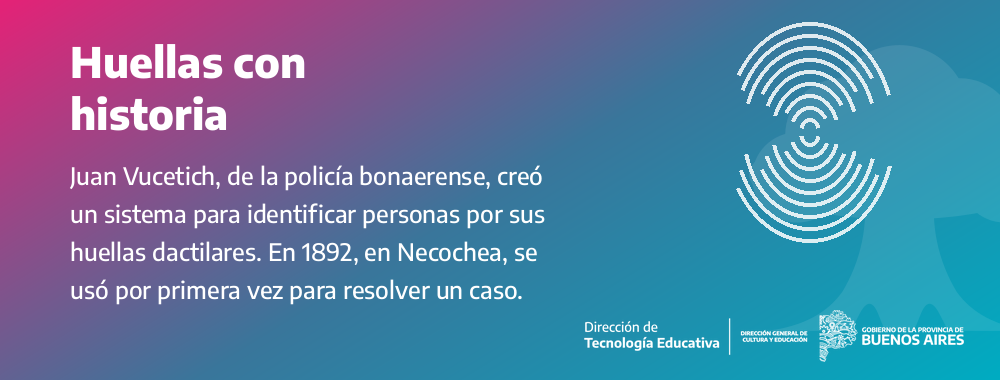 Huellas con
historia
Juan Vucetich, de la policía bonaerense, creó
un sistema para identificar personas por sus
huellas dactilares. En 1892, en Necochea, se
usó por primera vez para resolver un caso.
Dirección de
Tecnología Educativa
DIRECCIÓN GENERAL DE
CULTURA Y EDUCACIÓN
GOBIERNO DE LA PROVINCIA DE
BUENOS AIRES